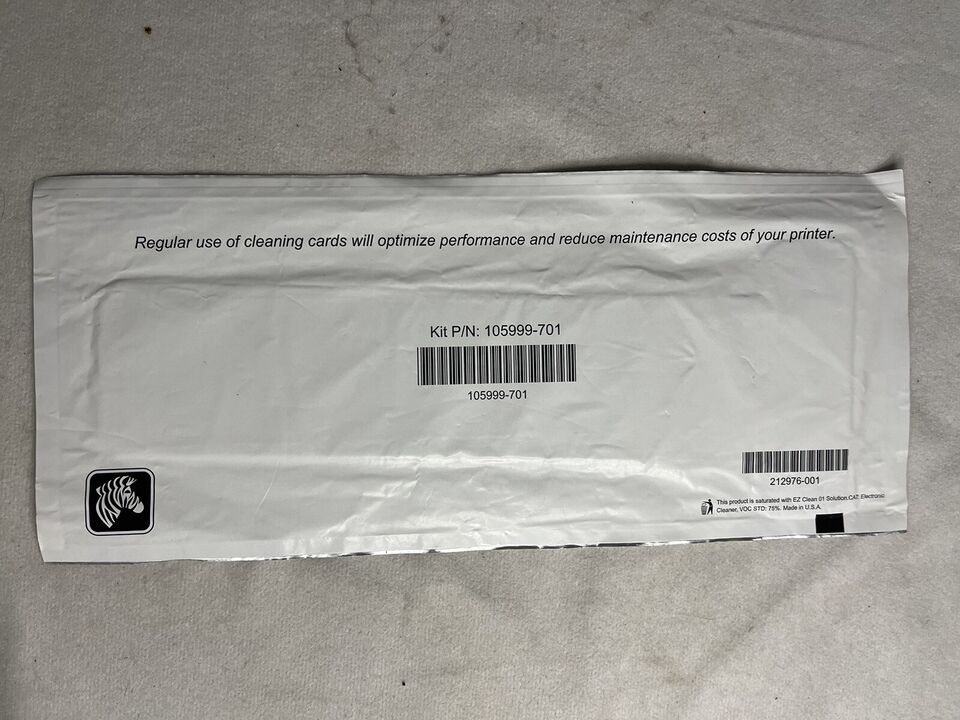 Regular use of cleaning cards will optimize performance and reduce maintenance costs of your printer.
Kit P/N: 105999-701
105999-701
212976-001
This product is saturated with EZ Clean 01 Solution.CAT: Electronic
Cleaner, VOC STD: 75%. Made in U.S.A.